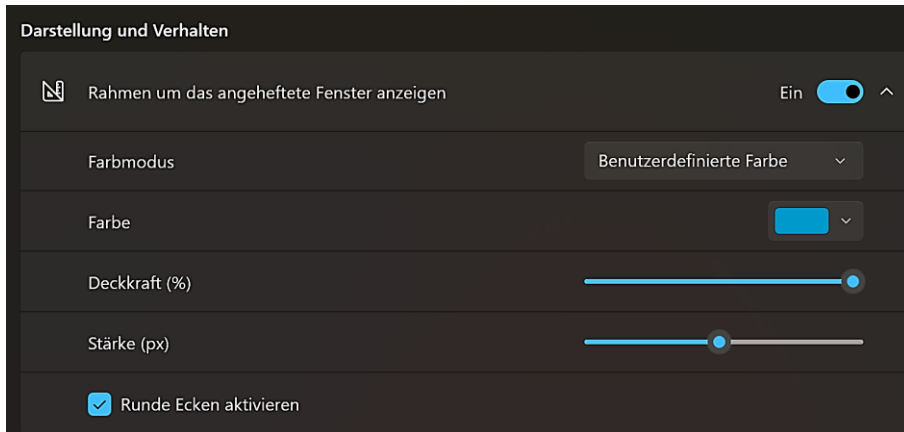 Darstellung und Verhalten
Rahmen um das angeheftete Fenster anzeigen Ein
Farbmodus Benutzerdefinierte Farbe
Farbe
Deckkraft (%)
Stärke (px)
Runde Ecken aktivieren